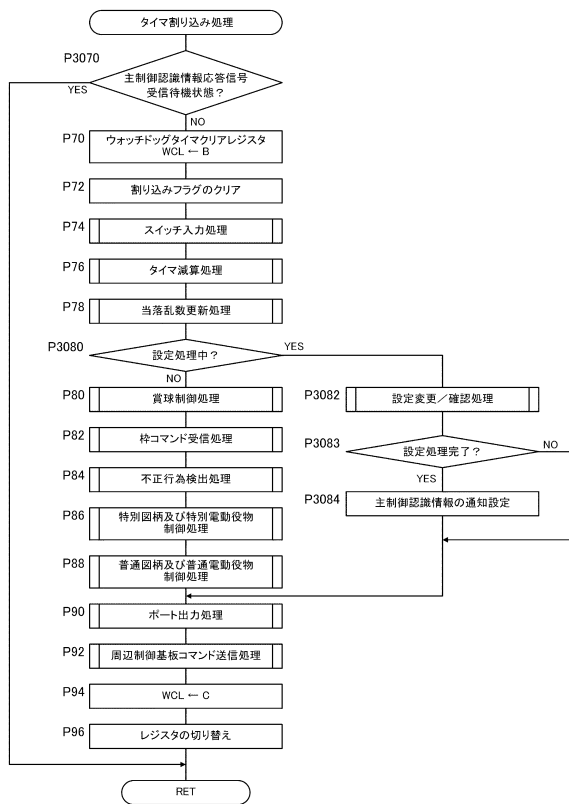 タイマ割り込み処理
P3070
主制御認識情報応答信号
受信待機状態？
YES
NO
P70
ウォッチドッグタイマクリアレジスタ
WCL ← B
P72
割り込みフラグのクリア
P74
スイッチ入力処理
P76
タイマ減算処理
P78
当落乱数更新処理
P3080
設定処理中？
YES
NO
P80
賞球制御処理
P3082
設定変更／確認処理
P82
枠コマンド受信処理
P3083
設定処理完了？
NO
YES
P84
不正行為検出処理
P3084
主制御認識情報の通知設定
P86
特別図柄及び特別電動役物
制御処理
P88
普通図柄及び普通電動役物
制御処理
P90
ポート出力処理
P92
周辺制御基板コマンド送信処理
P94
WCL ← C
P96
レジスタの切り替え
RET